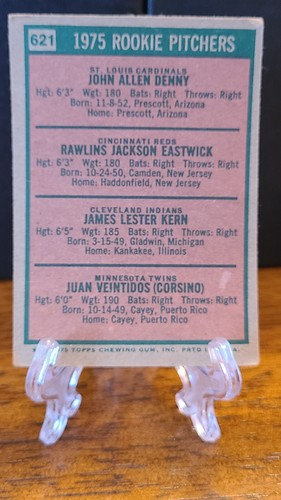 621 1975 ROOKIE PITCHERS
ST. LOUIS CARDINALS
JOHN ALLEN DENNY
Hgt: 6'3" Wgt: 180 Bats: Right Throws: Right
Born: 11-8-52, Prescott, Arizona
Home: Prescott, Arizona
CINCINNATI REDS
RAWLINS JACKSON EASTWICK
Hgt: 6'3" Wgt: 180 Bats: Right Throws: Right
Born: 10-24-50, Camden, New Jersey
Home: Haddonfield, New Jersey
CLEVELAND INDIANS
JAMES LESTER KERN
Hgt: 6'5" Wgt: 185 Bats: Right Throws: Right
Born: 3-15-49, Gladwin, Michigan
Home: Kankakee, Illinois
MINNESOTA TWINS
JUAN VEINTIDOS (CORSINO)
Hgt: 6'0" Wgt: 190 Bats: Right Throws: Right
Born: 10-14-49, Cayey, Puerto Rico
Home: Cayey, Puerto Rico
TOPPS CHEWING GUM, INC. PRTD